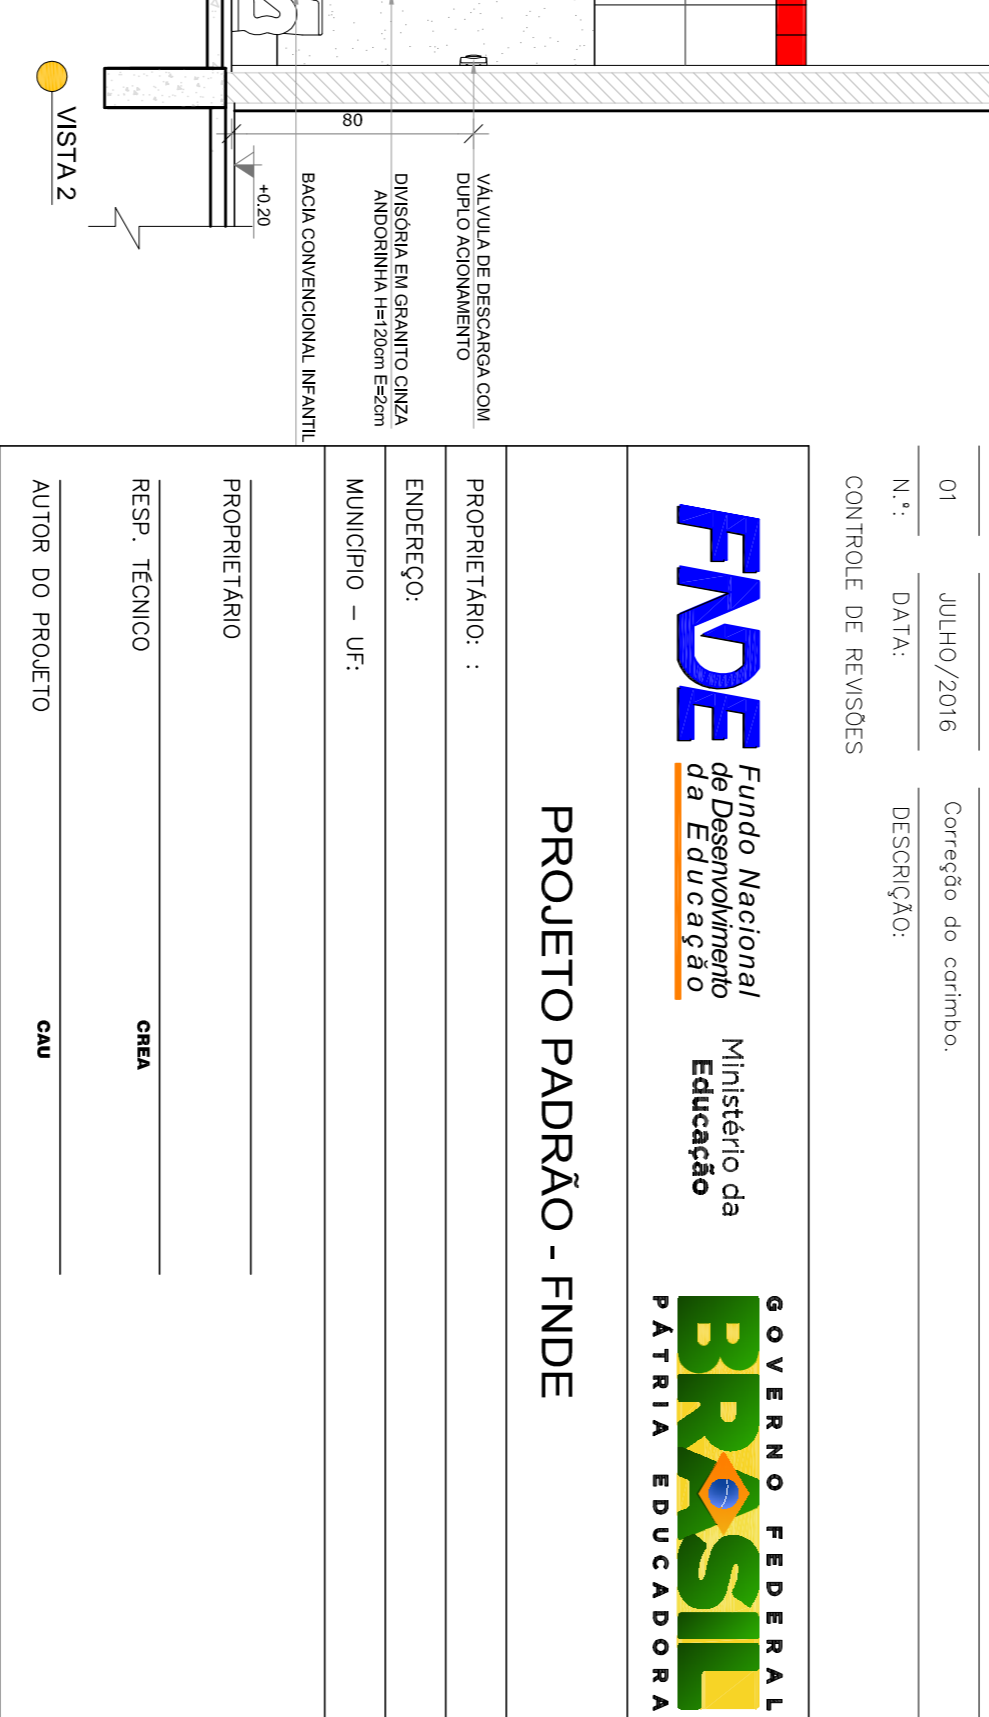 VÁLVULA DE DESCARGA COM
DUPLO ACIONAMENTO
DIVISÓRIA EM GRANITO CINZA
ANDORINHA H=120cm E=2cm
BACIA CONVENCIONAL INFANTIL
80
+0.20
VISTA 2
01 JULHO/2016 Correção do carimbo.
N.º: DATA: DESCRIÇÃO:
CONTROLE DE REVISÕES
FNDE
Fundo Nacional
de Desenvolvimento
da Educação
Ministério da
Educação
GOVERNO FEDERAL
BRASIL
PÁTRIA EDUCADORA
PROJETO PADRÃO - FNDE
PROPRIETÁRIO: :
ENDEREÇO:
MUNICÍPIO - UF:
PROPRIETÁRIO
RESP. TÉCNICO CREA
AUTOR DO PROJETO CAU